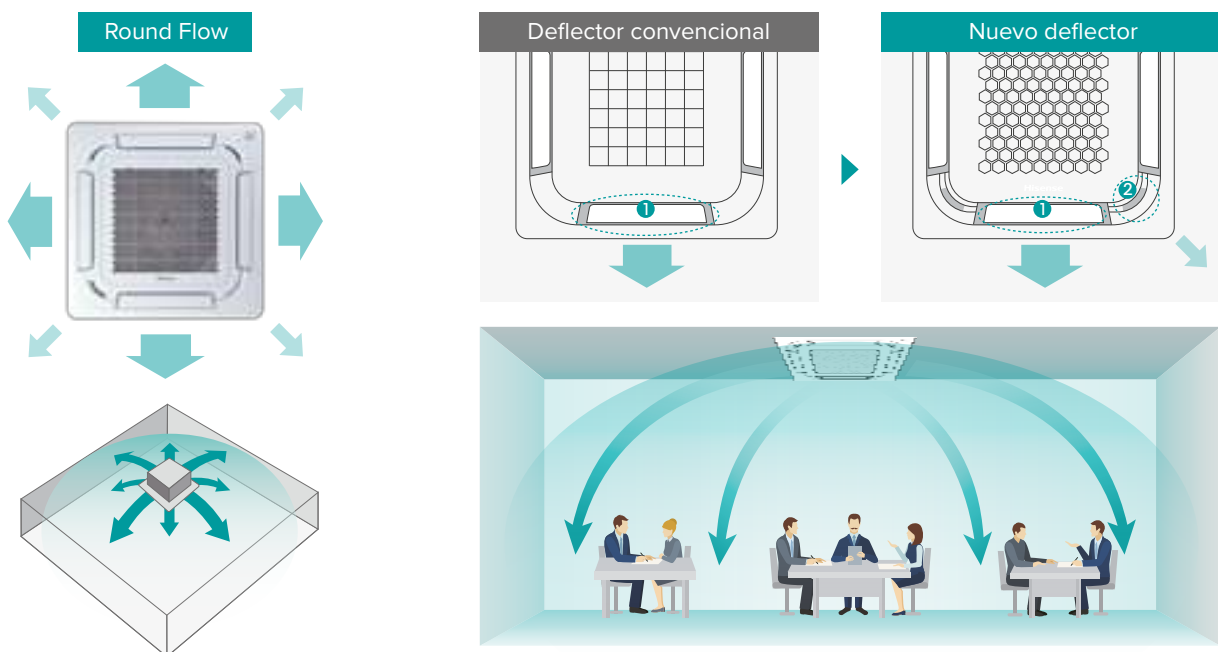 Round Flow
Deflector convencional
Nuevo deflector
1
1
2